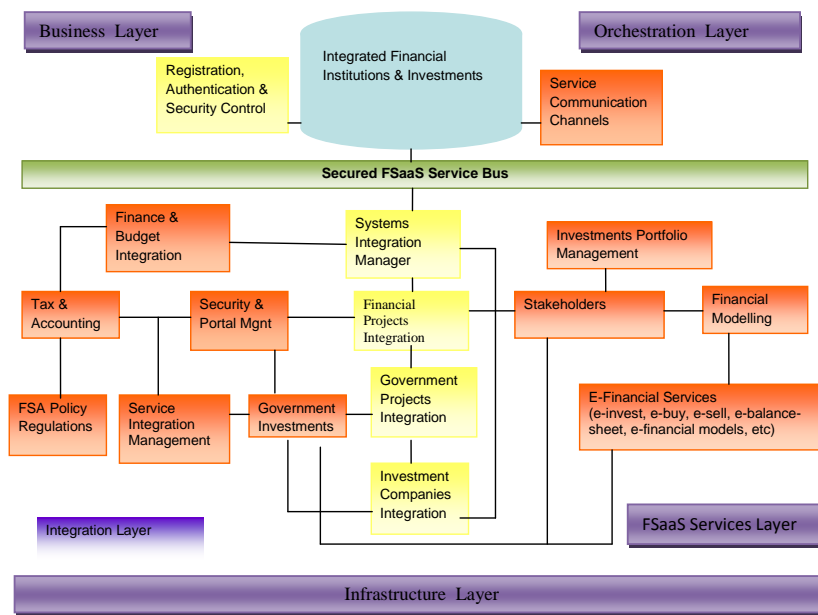 Business Layer
Orchestration Layer
Integrated Financial
Institutions & Investments
Registration,
Authentication &
Security Control
Service
Communication
Channels
Secured FSaaS Service Bus
Finance &
Budget
Integration
Systems
Integration
Manager
Investments Portfolio
Management
Tax &
Accounting
Security &
Portal Mgnt
Financial
Projects
Integration
Stakeholders
Financial
Modelling
FSA Policy
Regulations
Service
Integration
Management
Government
Investments
Government
Projects
Integration
E-Financial Services
(e-invest, e-buy, e-sell, e-balance-
sheet, e-financial models, etc)
Investment
Companies
Integration
Integration Layer
FSaaS Services Layer
Infrastructure Layer